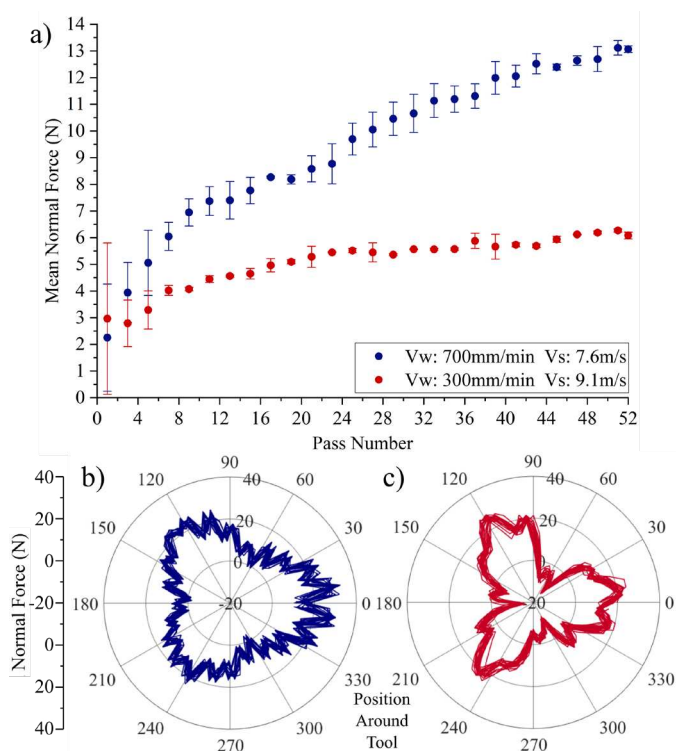 a)
14
13
12
11
10
9
8
7
6
5
4
3
2
1
0
Mean Normal Force (N)
0 4 8 12 16 20 24 28 32 36 40 44 48 52
Pass Number
Vw: 700mm/min Vs: 7.6m/s
Vw: 300mm/min Vs: 9.1m/s
b)
40
20
0
-20
0
20
40
Normal Force (N)
90
120 40 60
150 20 30
0
180 -20 0
210 330
240 300
270
Position
Around
Tool
c)
90
120 40 60
150 20 30
0
180 -20 0
210 330
240 300
270